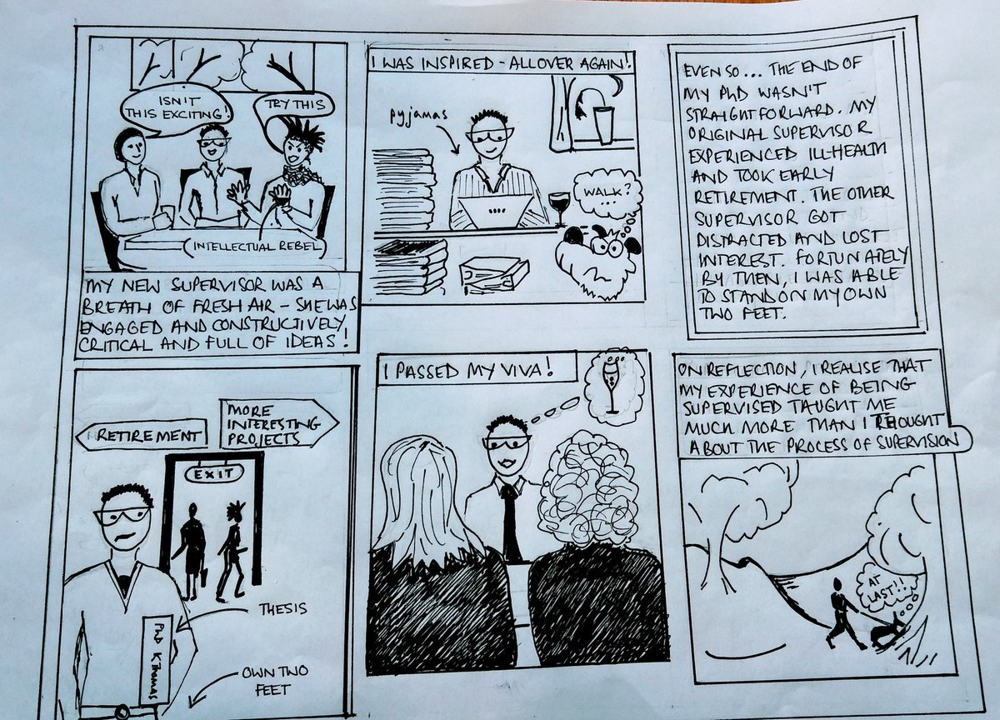 ISN'T
THIS EXCITING!
TRY THIS
INTELLECTUAL REBEL
MY NEW SUPERVISOR WAS A
BREATH OF FRESH AIR - SHE WAS
ENGAGED AND CONSTRUCTIVELY
CRITICAL AND FULL OF IDEAS!
I WAS INSPIRED - ALLOVER AGAIN!
pyjamas
WALK?
...
EVEN SO... THE END OF
MY PhD WASN'T
STRAIGHTFORWARD. MY
ORIGINAL SUPERVISOR
EXPERIENCED ILL-HEALTH
AND TOOK EARLY
RETIREMENT. THE OTHER
SUPERVISOR GOT
DISTRACTED AND LOST
INTEREST. FORTUNATELY
BY THEN, I WAS ABLE
TO STAND ON MY OWN
TWO FEET.
RETIREMENT
MORE
INTERESTING
PROJECTS
EXIT
THESIS
PhD K Thomas
OWN TWO
FEET
I PASSED MY VIVA!
ON REFLECTION, I REALISE THAT
MY EXPERIENCE OF BEING
SUPERVISED TAUGHT ME
MUCH MORE THAN I THOUGHT
ABOUT THE PROCESS OF SUPERVISION
AT
LAST!!